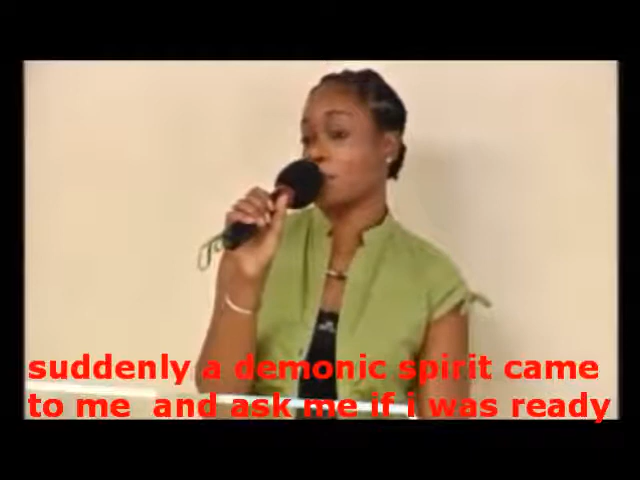 suddenly a demonic spirit came
to me and ask me if i was ready